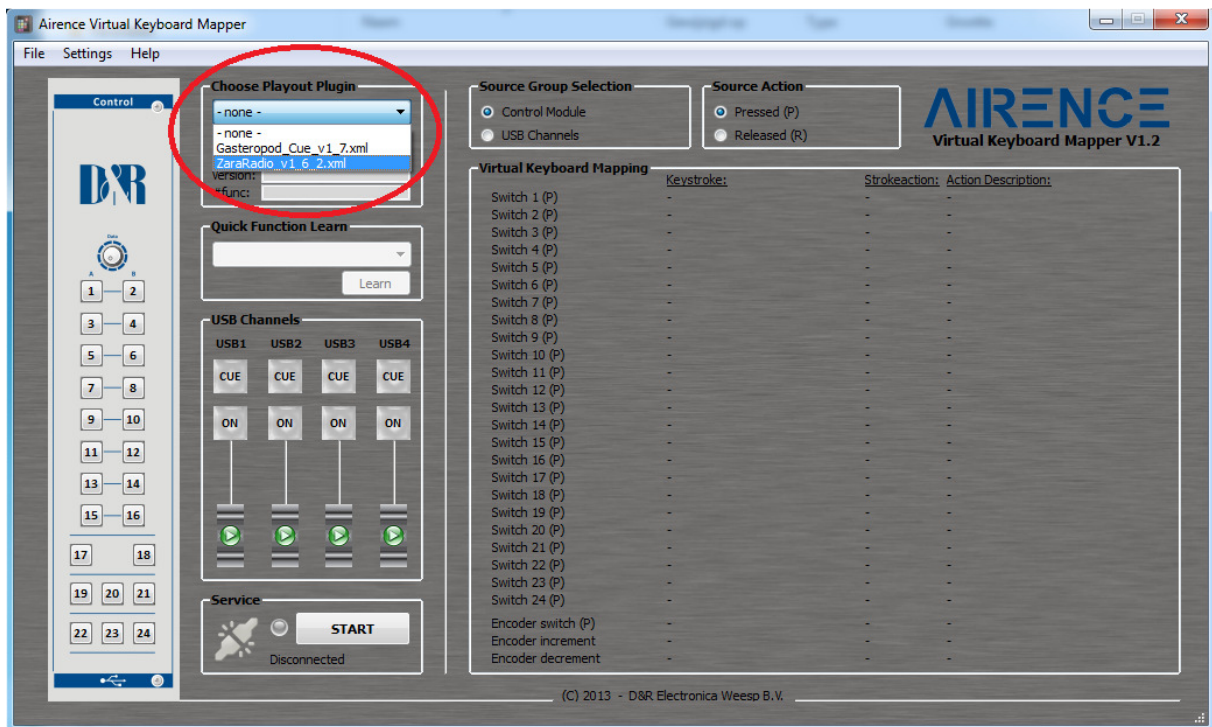 Airence Virtual Keyboard Mapper
File Settings Help
Control
D&R
A B
1 2
3 4
5 6
7 8
9 10
11 12
13 14
15 16
17 18
19 20 21
22 23 24
Choose Playout Plugin
- none -
- none -
Gasteropod_Cue_v1_7.xml
ZaraRadio_v1_6_2.xml
Version:
#func:
Quick Function Learn
Learn
USB Channels
USB1 USB2 USB3 USB4
CUE CUE CUE CUE
ON ON ON ON
Service
START
Disconnected
Source Group Selection
Control Module
USB Channels
Source Action
Pressed (P)
Released (R)
AIRENCE
Virtual Keyboard Mapper V1.2
Virtual Keyboard Mapping
Keystroke: Strokeaction: Action Description:
Switch 1 (P) - - -
Switch 2 (P) - - -
Switch 3 (P) - - -
Switch 4 (P) - - -
Switch 5 (P) - - -
Switch 6 (P) - - -
Switch 7 (P) - - -
Switch 8 (P) - - -
Switch 9 (P) - - -
Switch 10 (P) - - -
Switch 11 (P) - - -
Switch 12 (P) - - -
Switch 13 (P) - - -
Switch 14 (P) - - -
Switch 15 (P) - - -
Switch 16 (P) - - -
Switch 17 (P) - - -
Switch 18 (P) - - -
Switch 19 (P) - - -
Switch 20 (P) - - -
Switch 21 (P) - - -
Switch 22 (P) - - -
Switch 23 (P) - - -
Switch 24 (P) - - -
Encoder switch (P) - - -
Encoder increment - - -
Encoder decrement - - -
(C) 2013 - D&R Electronica Weesp B.V.